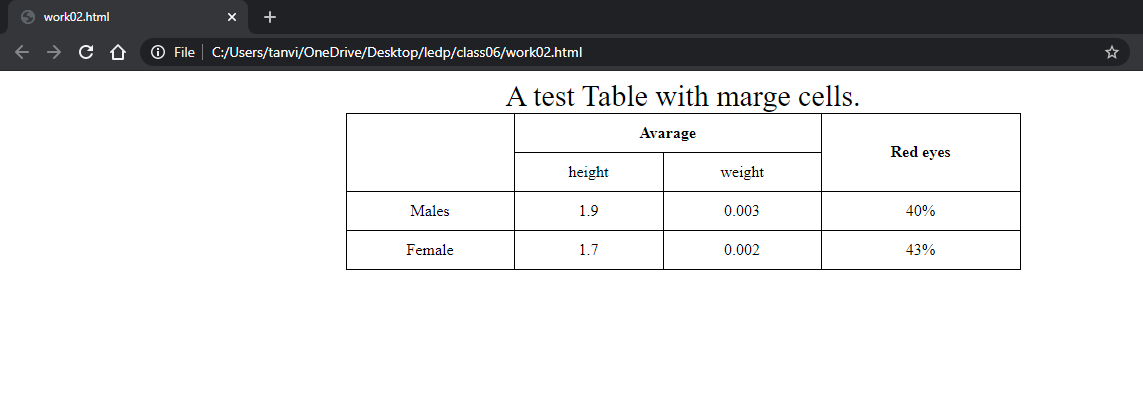 work02.html
File C:/Users/tanvi/OneDrive/Desktop/ledp/class06/work02.html
A test Table with marge cells.
Avarage Red eyes
height weight
Males 1.9 0.003 40%
Female 1.7 0.002 43%